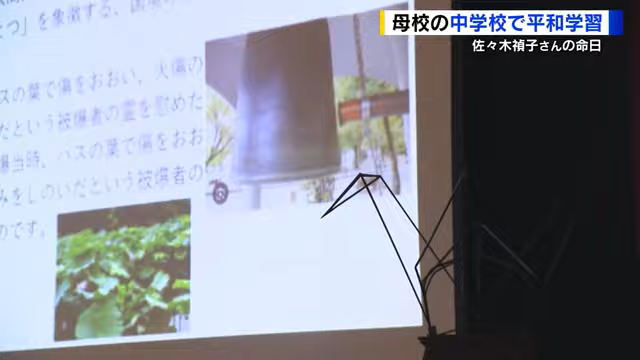 母校の中学校で平和学習
佐々木禎子さんの命日
つ」を象徴する、
スの葉で傷をおおい、火傷の
だという被爆者の霊を慰めた
爆当時、ハスの葉で傷をおお
みをしのいだという被爆者の
のです。